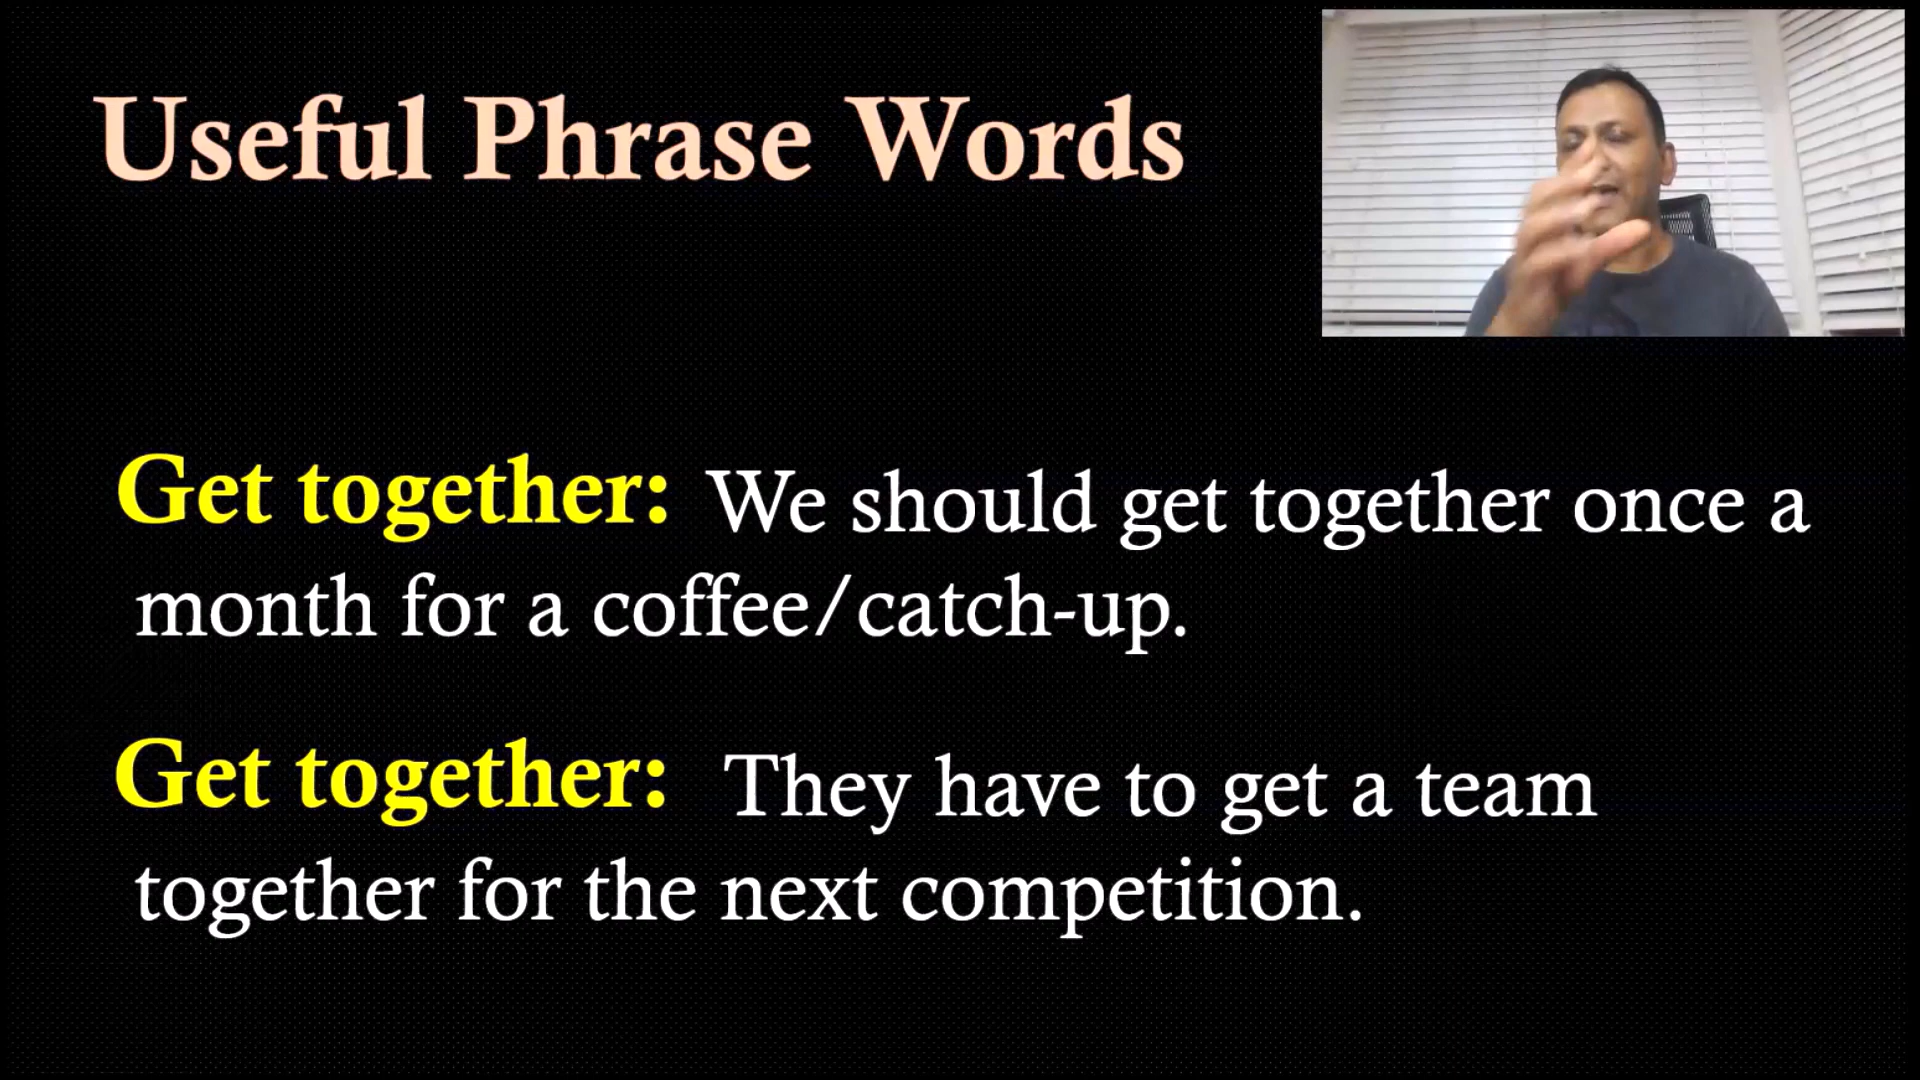 Useful Phrase Words
Get together: We should get together once a
month for a coffee/catch-up.
Get together: They have to get a team
together for the next competition.